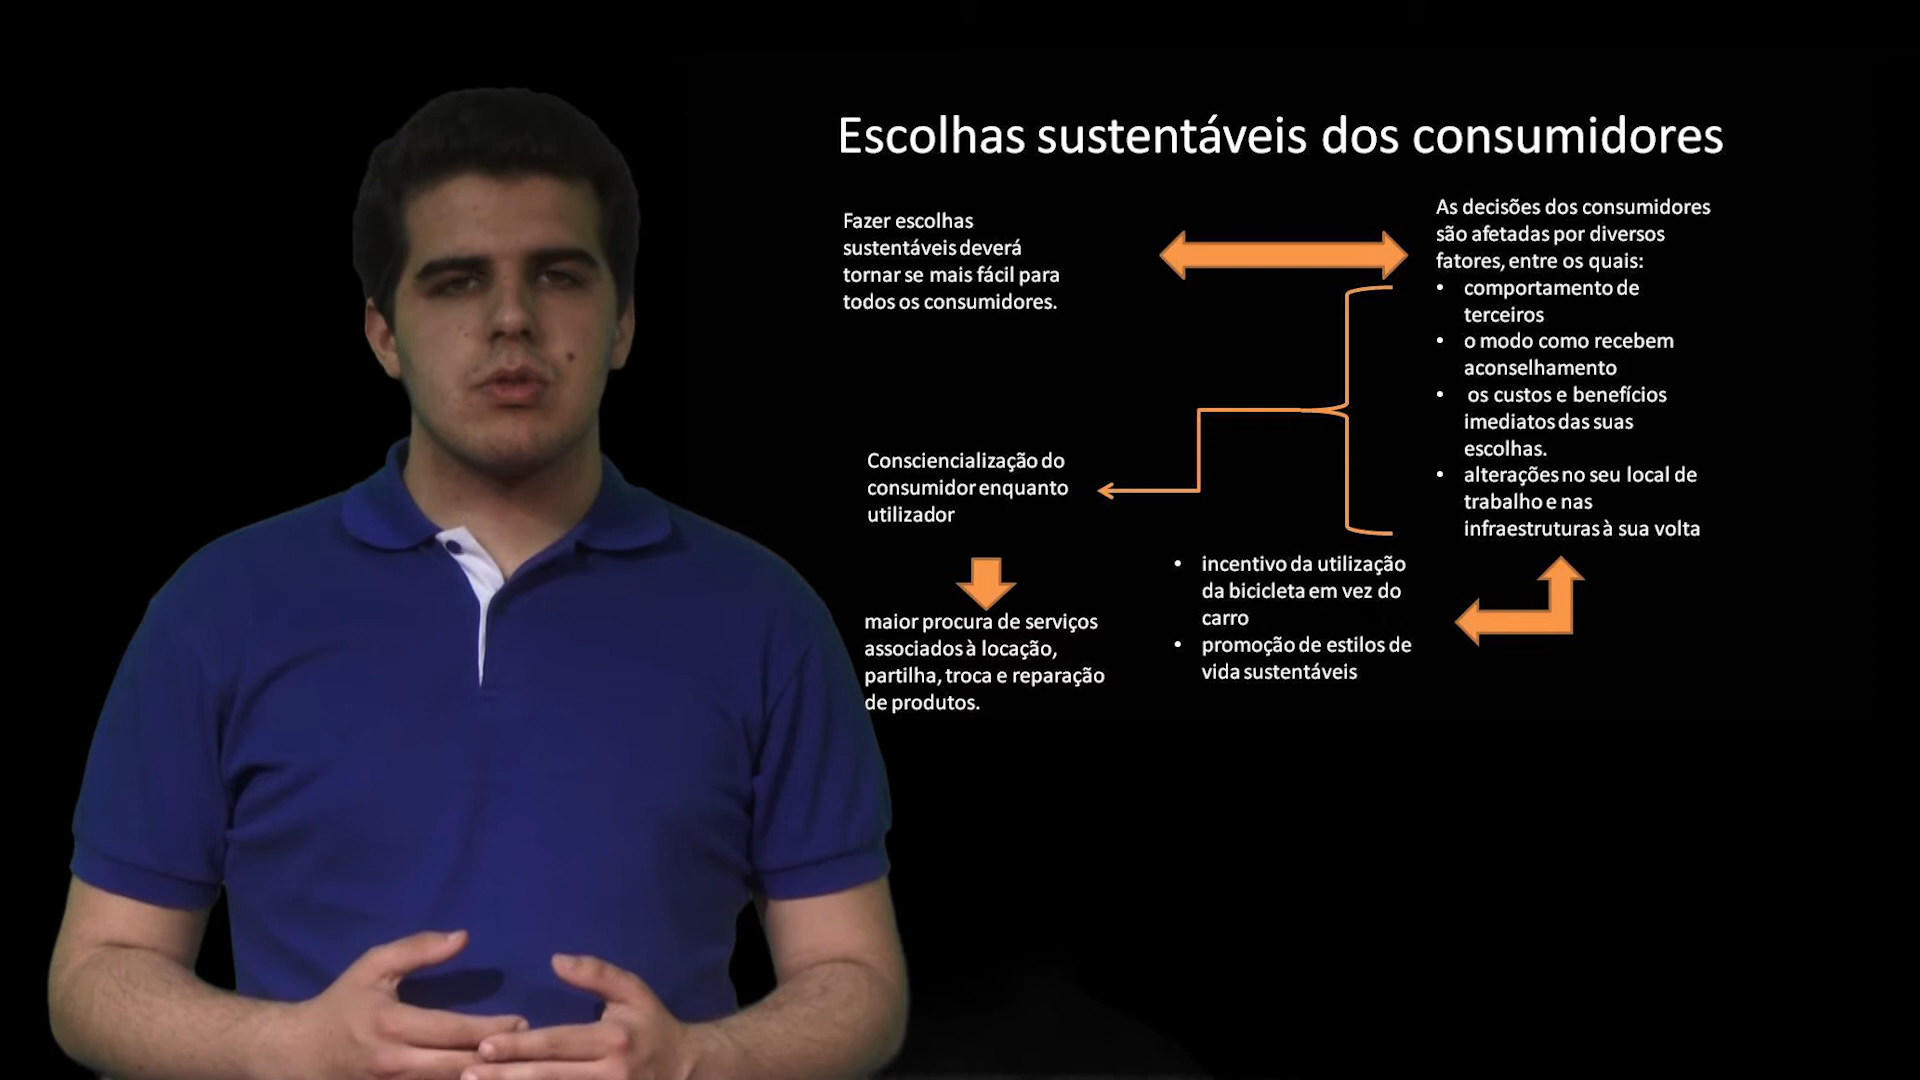 Escolhas sustentáveis dos consumidores
Fazer escolhas
sustentáveis deverá
tornar se mais fácil para
todos os consumidores.
As decisões dos consumidores
são afetadas por diversos
fatores, entre os quais:
• comportamento de
terceiros
• o modo como recebem
aconselhamento
• os custos e benefícios
imediatos das suas
escolhas.
• alterações no seu local de
trabalho e nas
infraestruturas à sua volta
Consciencialização do
consumidor enquanto
utilizador
maior procura de serviços
associados à locação,
partilha, troca e reparação
de produtos.
• incentivo da utilização
da bicicleta em vez do
carro
• promoção de estilos de
vida sustentáveis